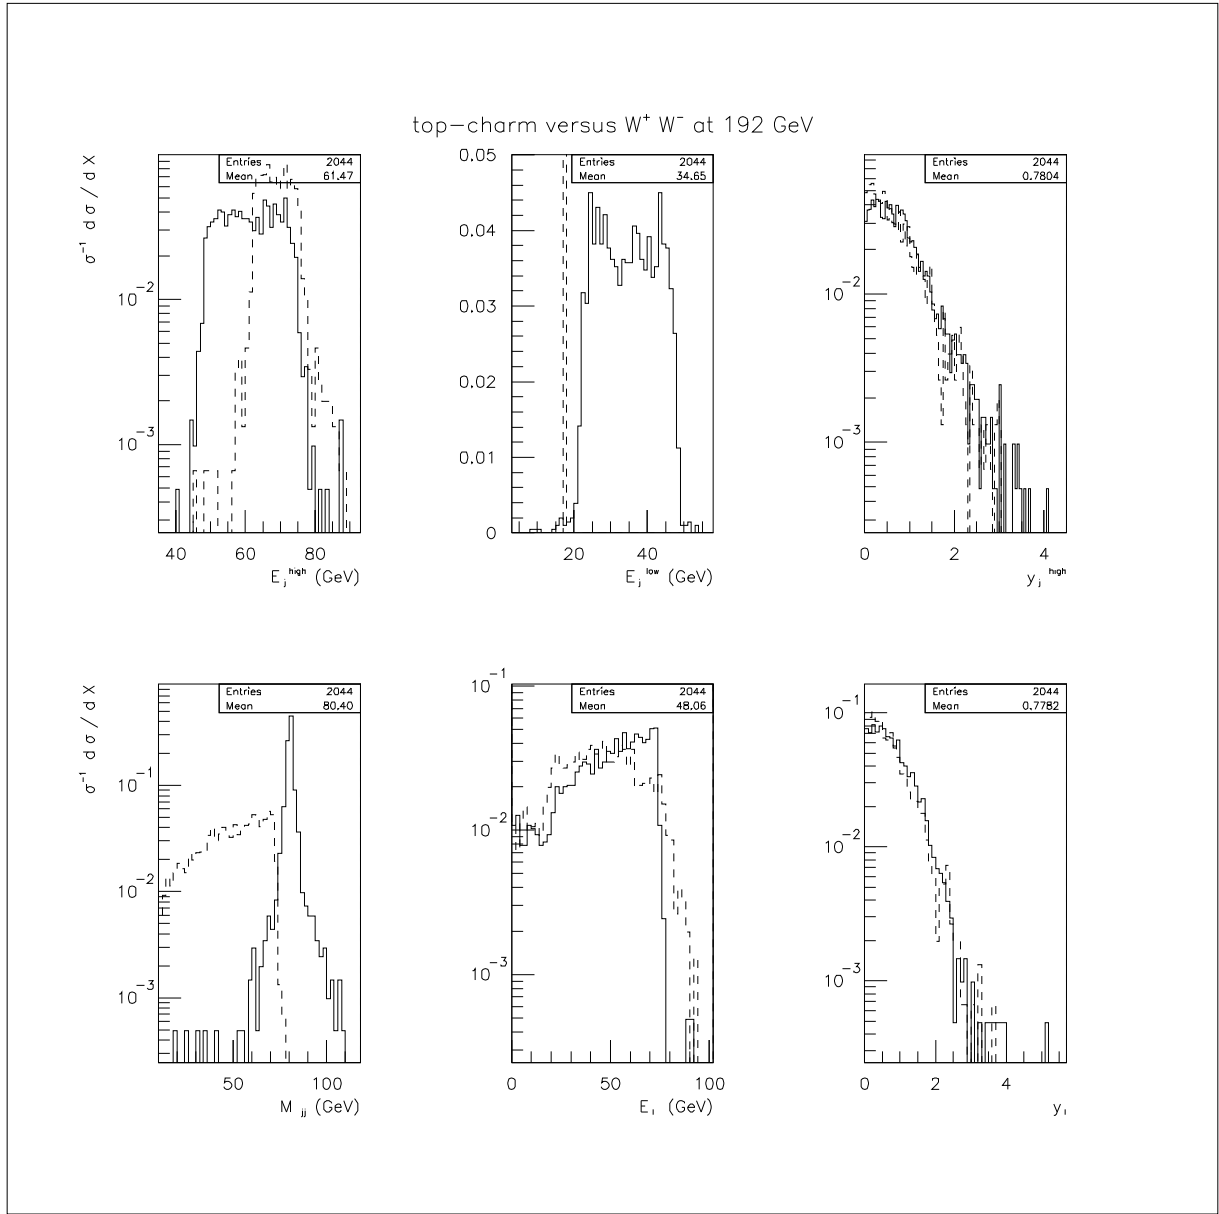 top−charm versus W⁺ W⁻ at 192 GeV
σ⁻¹ d σ / d X
Entries 2044
Mean 61.47
10⁻²
10⁻³
40 60 80
E_j^high (GeV)
Entries 2044
Mean 34.65
0.05
0.04
0.03
0.02
0.01
0
20 40
E_j^low (GeV)
Entries 2044
Mean 0.7804
10⁻²
10⁻³
0 2 4
y_j^high
σ⁻¹ d σ / d X
Entries 2044
Mean 80.40
10⁻¹
10⁻²
10⁻³
50 100
M_jj (GeV)
Entries 2044
Mean 48.06
10⁻¹
10⁻²
10⁻³
0 50 100
E_l (GeV)
Entries 2044
Mean 0.7782
10⁻¹
10⁻²
10⁻³
0 2 4
y_l